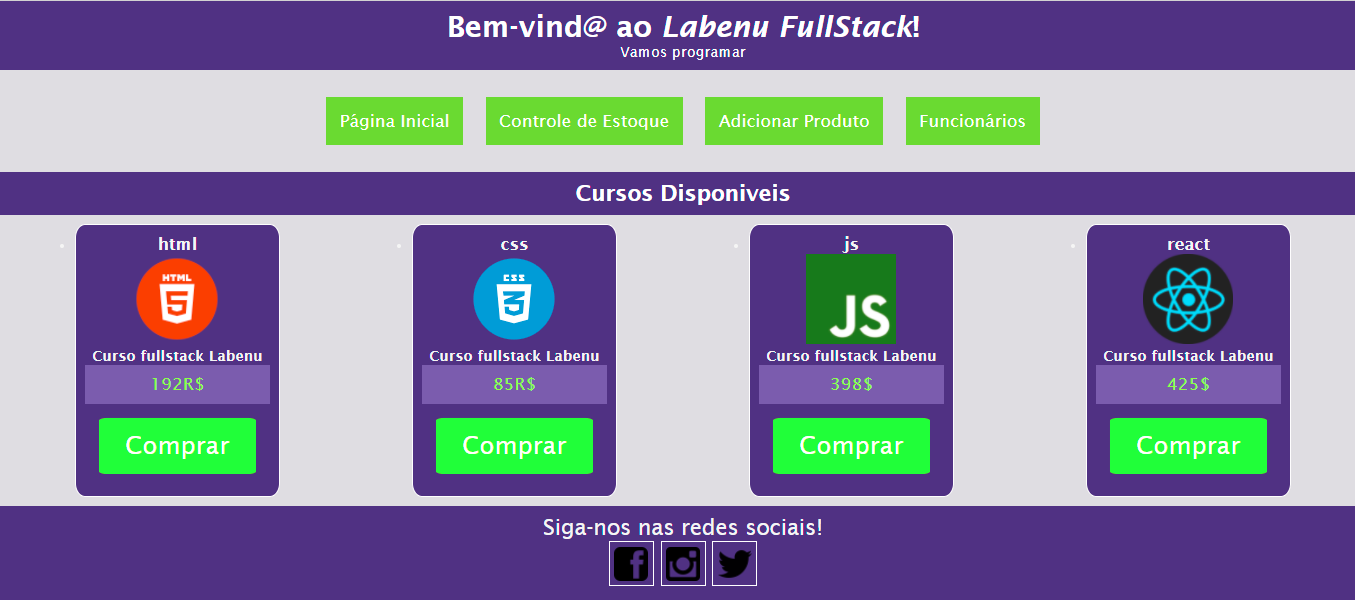 Bem-vind@ ao Labenu FullStack!
Vamos programar
Página Inicial
Controle de Estoque
Adicionar Produto
Funcionários
Cursos Disponiveis
html
HTML
5
Curso fullstack Labenu
192R$
Comprar
css
CSS
3
Curso fullstack Labenu
85R$
Comprar
js
JS
Curso fullstack Labenu
398$
Comprar
react
Curso fullstack Labenu
425$
Comprar
Siga-nos nas redes sociais!